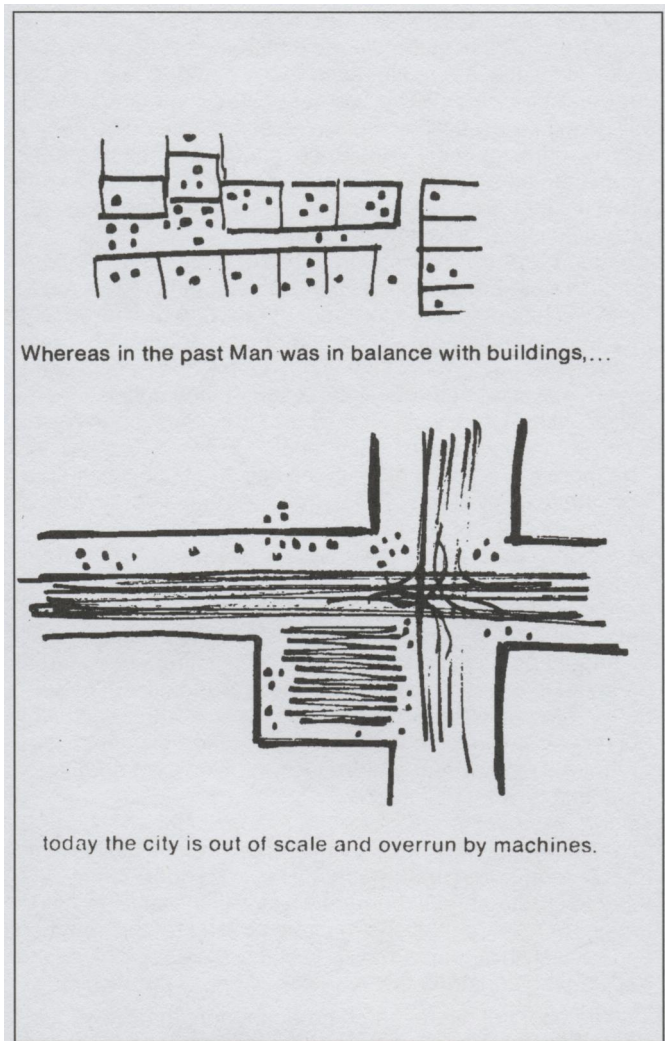 Whereas in the past Man was in balance with buildings,...
today the city is out of scale and overrun by machines.